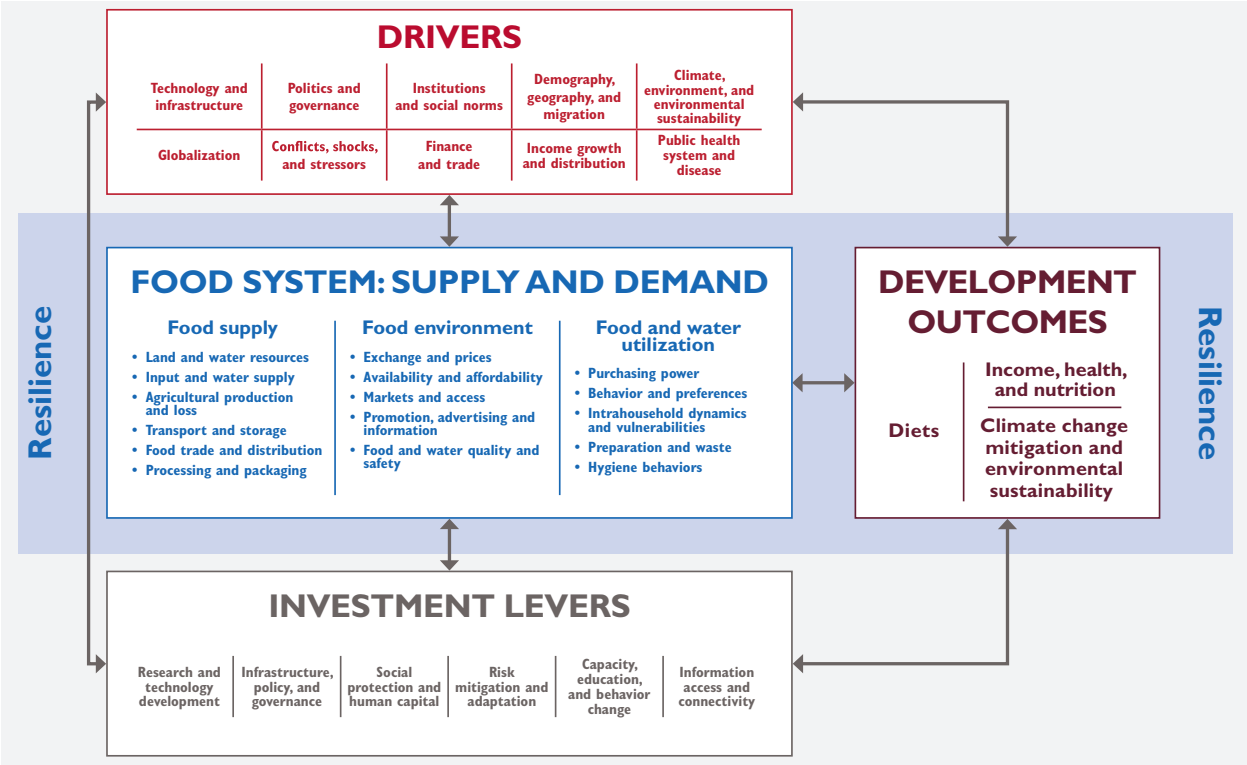 DRIVERS
Technology and
infrastructure
Politics and
governance
Institutions
and social norms
Demography,
geography, and
migration
Climate,
environment, and
environmental
sustainability
Globalization
Conflicts, shocks,
and stressors
Finance
and trade
Income growth
and distribution
Public health
system and
disease
Resilience
FOOD SYSTEM: SUPPLY AND DEMAND
Food supply
• Land and water resources
• Input and water supply
• Agricultural production
and loss
• Transport and storage
• Food trade and distribution
• Processing and packaging
Food environment
• Exchange and prices
• Availability and affordability
• Markets and access
• Promotion, advertising and
information
• Food and water quality and
safety
Food and water
utilization
• Purchasing power
• Behavior and preferences
• Intrahousehold dynamics
and vulnerabilities
• Preparation and waste
• Hygiene behaviors
DEVELOPMENT
OUTCOMES
Diets
Income, health,
and nutrition
Climate change
mitigation and
environmental
sustainability
Resilience
INVESTMENT LEVERS
Research and
technology
development
Infrastructure,
policy, and
governance
Social
protection and
human capital
Risk
mitigation and
adaptation
Capacity,
education,
and behavior
change
Information
access and
connectivity